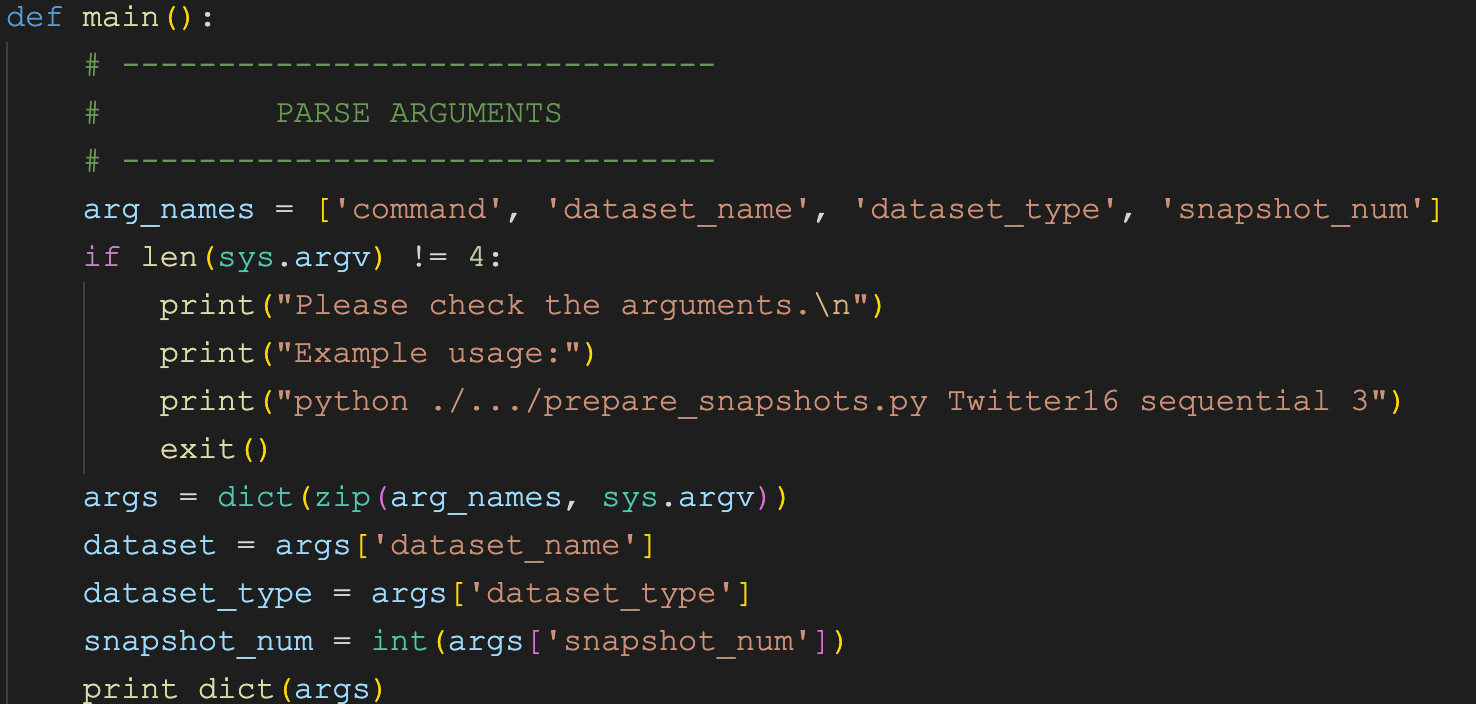 def main():
    # -------------------------------
    #         PARSE ARGUMENTS
    # -------------------------------
    arg_names = ['command', 'dataset_name', 'dataset_type', 'snapshot_num']
    if len(sys.argv) != 4:
        print("Please check the arguments.\n")
        print("Example usage:")
        print("python ./.../prepare_snapshots.py Twitter16 sequential 3")
        exit()
    args = dict(zip(arg_names, sys.argv))
    dataset = args['dataset_name']
    dataset_type = args['dataset_type']
    snapshot_num = int(args['snapshot_num'])
    print_dict(args)